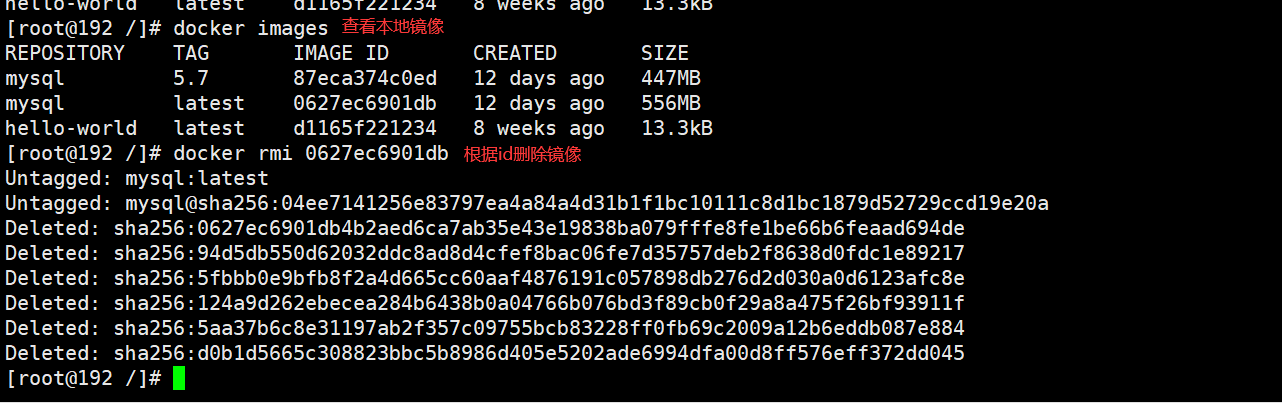 hello-world   latest    d1165f221234   8 weeks ago   13.3kB
[root@192 /]# docker images 查看本地镜像
REPOSITORY    TAG       IMAGE ID       CREATED       SIZE
mysql         5.7       87eca374c0ed   12 days ago   447MB
mysql         latest    0627ec6901db   12 days ago   556MB
hello-world   latest    d1165f221234   8 weeks ago   13.3kB
[root@192 /]# docker rmi 0627ec6901db 根据id删除镜像
Untagged: mysql:latest
Untagged: mysql@sha256:04ee7141256e83797ea4a84a4d31b1f1bc10111c8d1bc1879d52729ccd19e20a
Deleted: sha256:0627ec6901db4b2aed6ca7ab35e43e19838ba079fffe8fe1be66b6feaad694de
Deleted: sha256:94d5db550d62032ddc8ad8d4cfef8bac06fe7d35757deb2f8638d0fdc1e89217
Deleted: sha256:5fbbb0e9bfb8f2a4d665cc60aaf4876191c057898db276d2d030a0d6123afc8e
Deleted: sha256:124a9d262ebecea284b6438b0a04766b076bd3f89cb0f29a8a475f26bf93911f
Deleted: sha256:5aa37b6c8e31197ab2f357c09755bcb83228ff0fb69c2009a12b6eddb087e884
Deleted: sha256:d0b1d5665c308823bbc5b8986d405e5202ade6994dfa00d8ff576eff372dd045
[root@192 /]#